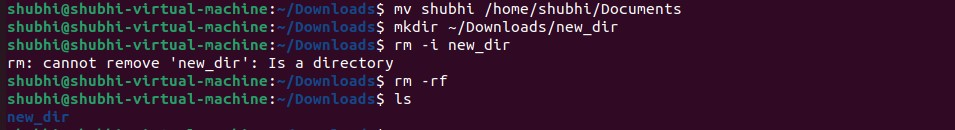 shubhi@shubhi-virtual-machine:~/Downloads$ mv shubhi /home/shubhi/Documents
shubhi@shubhi-virtual-machine:~/Downloads$ mkdir ~/Downloads/new_dir
shubhi@shubhi-virtual-machine:~/Downloads$ rm -i new_dir
rm: cannot remove 'new_dir': Is a directory
shubhi@shubhi-virtual-machine:~/Downloads$ rm -rf
shubhi@shubhi-virtual-machine:~/Downloads$ ls
new_dir